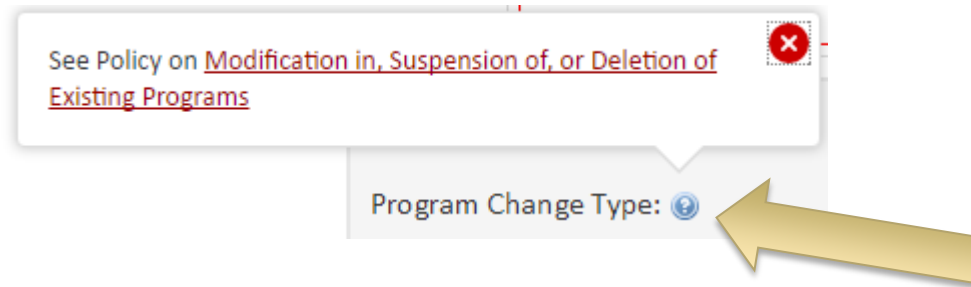 See Policy on Modification in, Suspension of, or Deletion of
Existing Programs
Program Change Type: